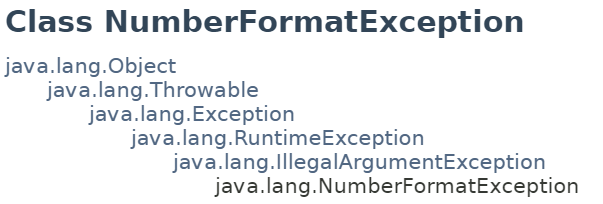 Class NumberFormatException
java.lang.Object
java.lang.Throwable
java.lang.Exception
java.lang.RuntimeException
java.lang.IllegalArgumentException
java.lang.NumberFormatException